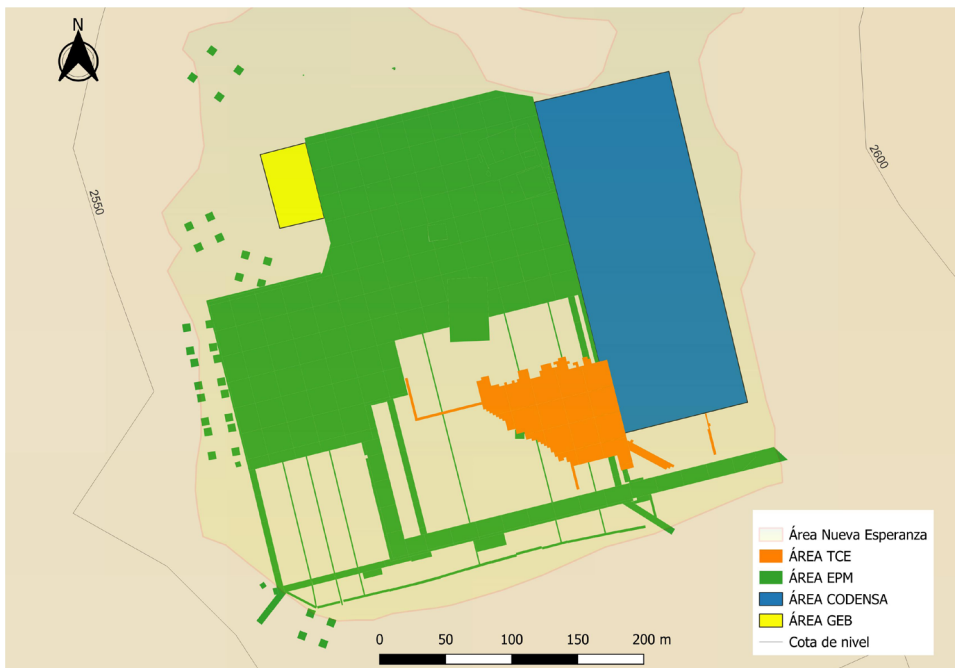 N
2600
2550
Área Nueva Esperanza
ÁREA TCE
ÁREA EPM
ÁREA CODENSA
ÁREA GEB
Cota de nivel
0 50 100 150 200 m